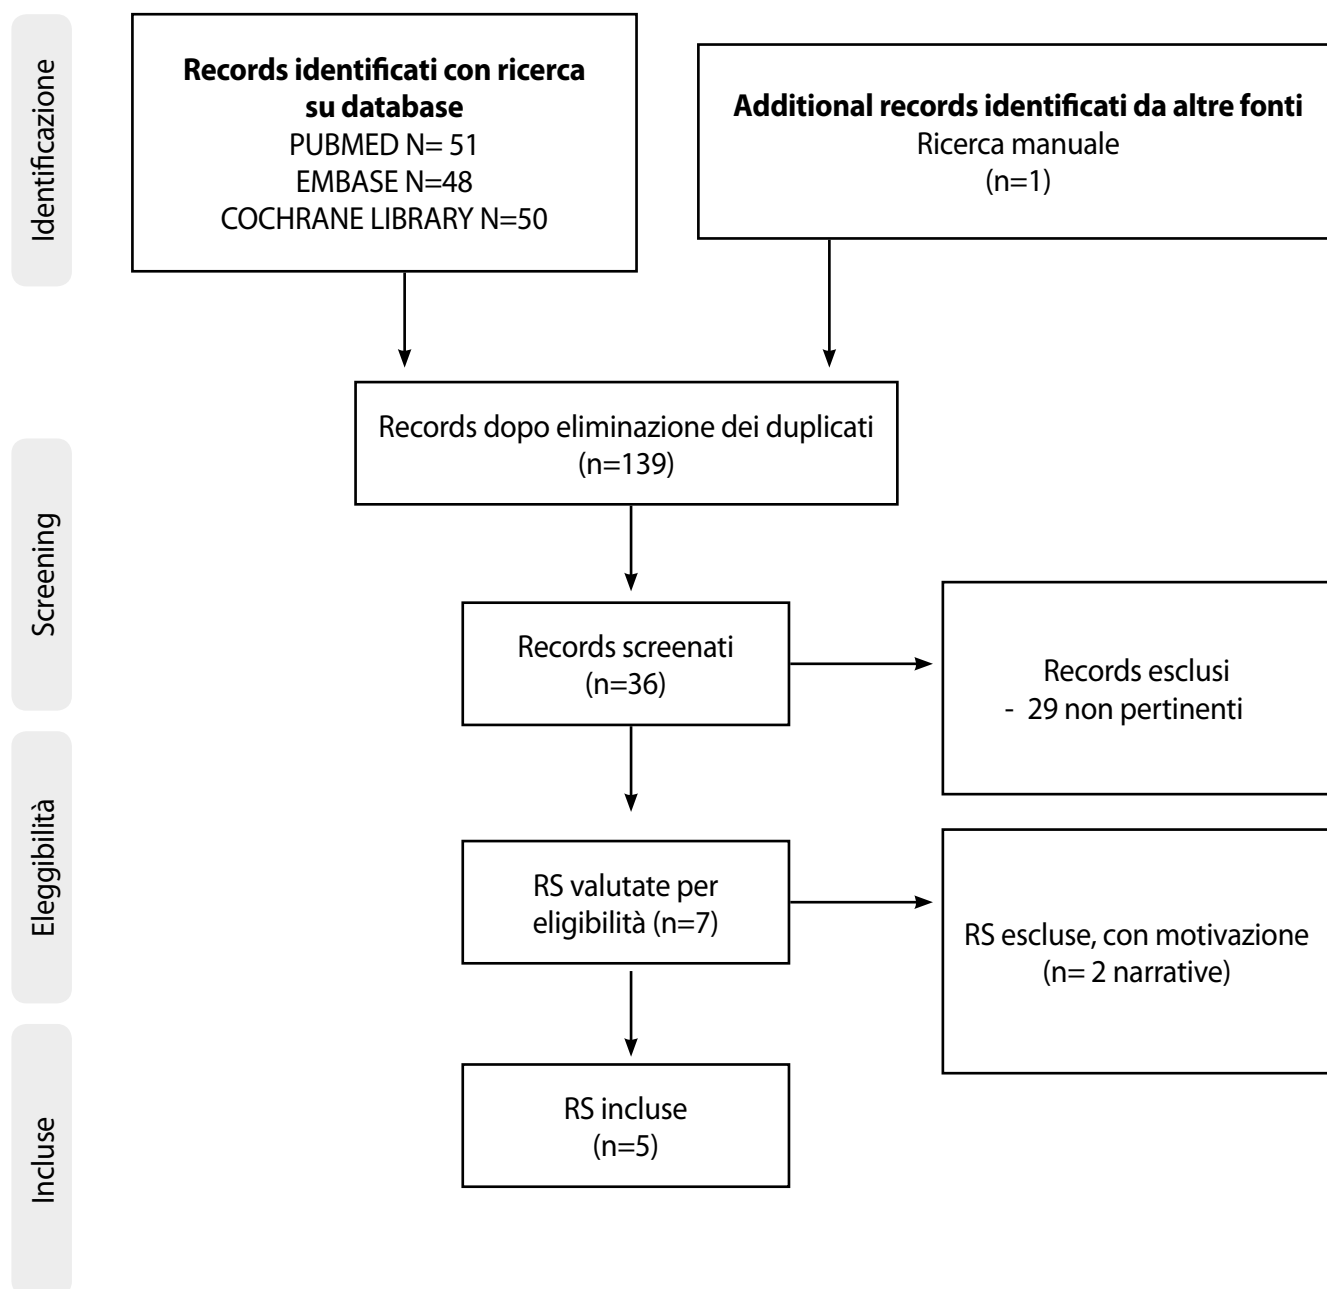 Identificazione
Records identificati con ricerca
su database
PUBMED N= 51
EMBASE N=48
COCHRANE LIBRARY N=50
Additional records identificati da altre fonti
Ricerca manuale
(n=1)
Records dopo eliminazione dei duplicati
(n=139)
Screening
Records screenati
(n=36)
Records esclusi
- 29 non pertinenti
Eleggibilità
RS valutate per
eligibilità (n=7)
RS escluse, con motivazione
(n= 2 narrative)
Incluse
RS incluse
(n=5)